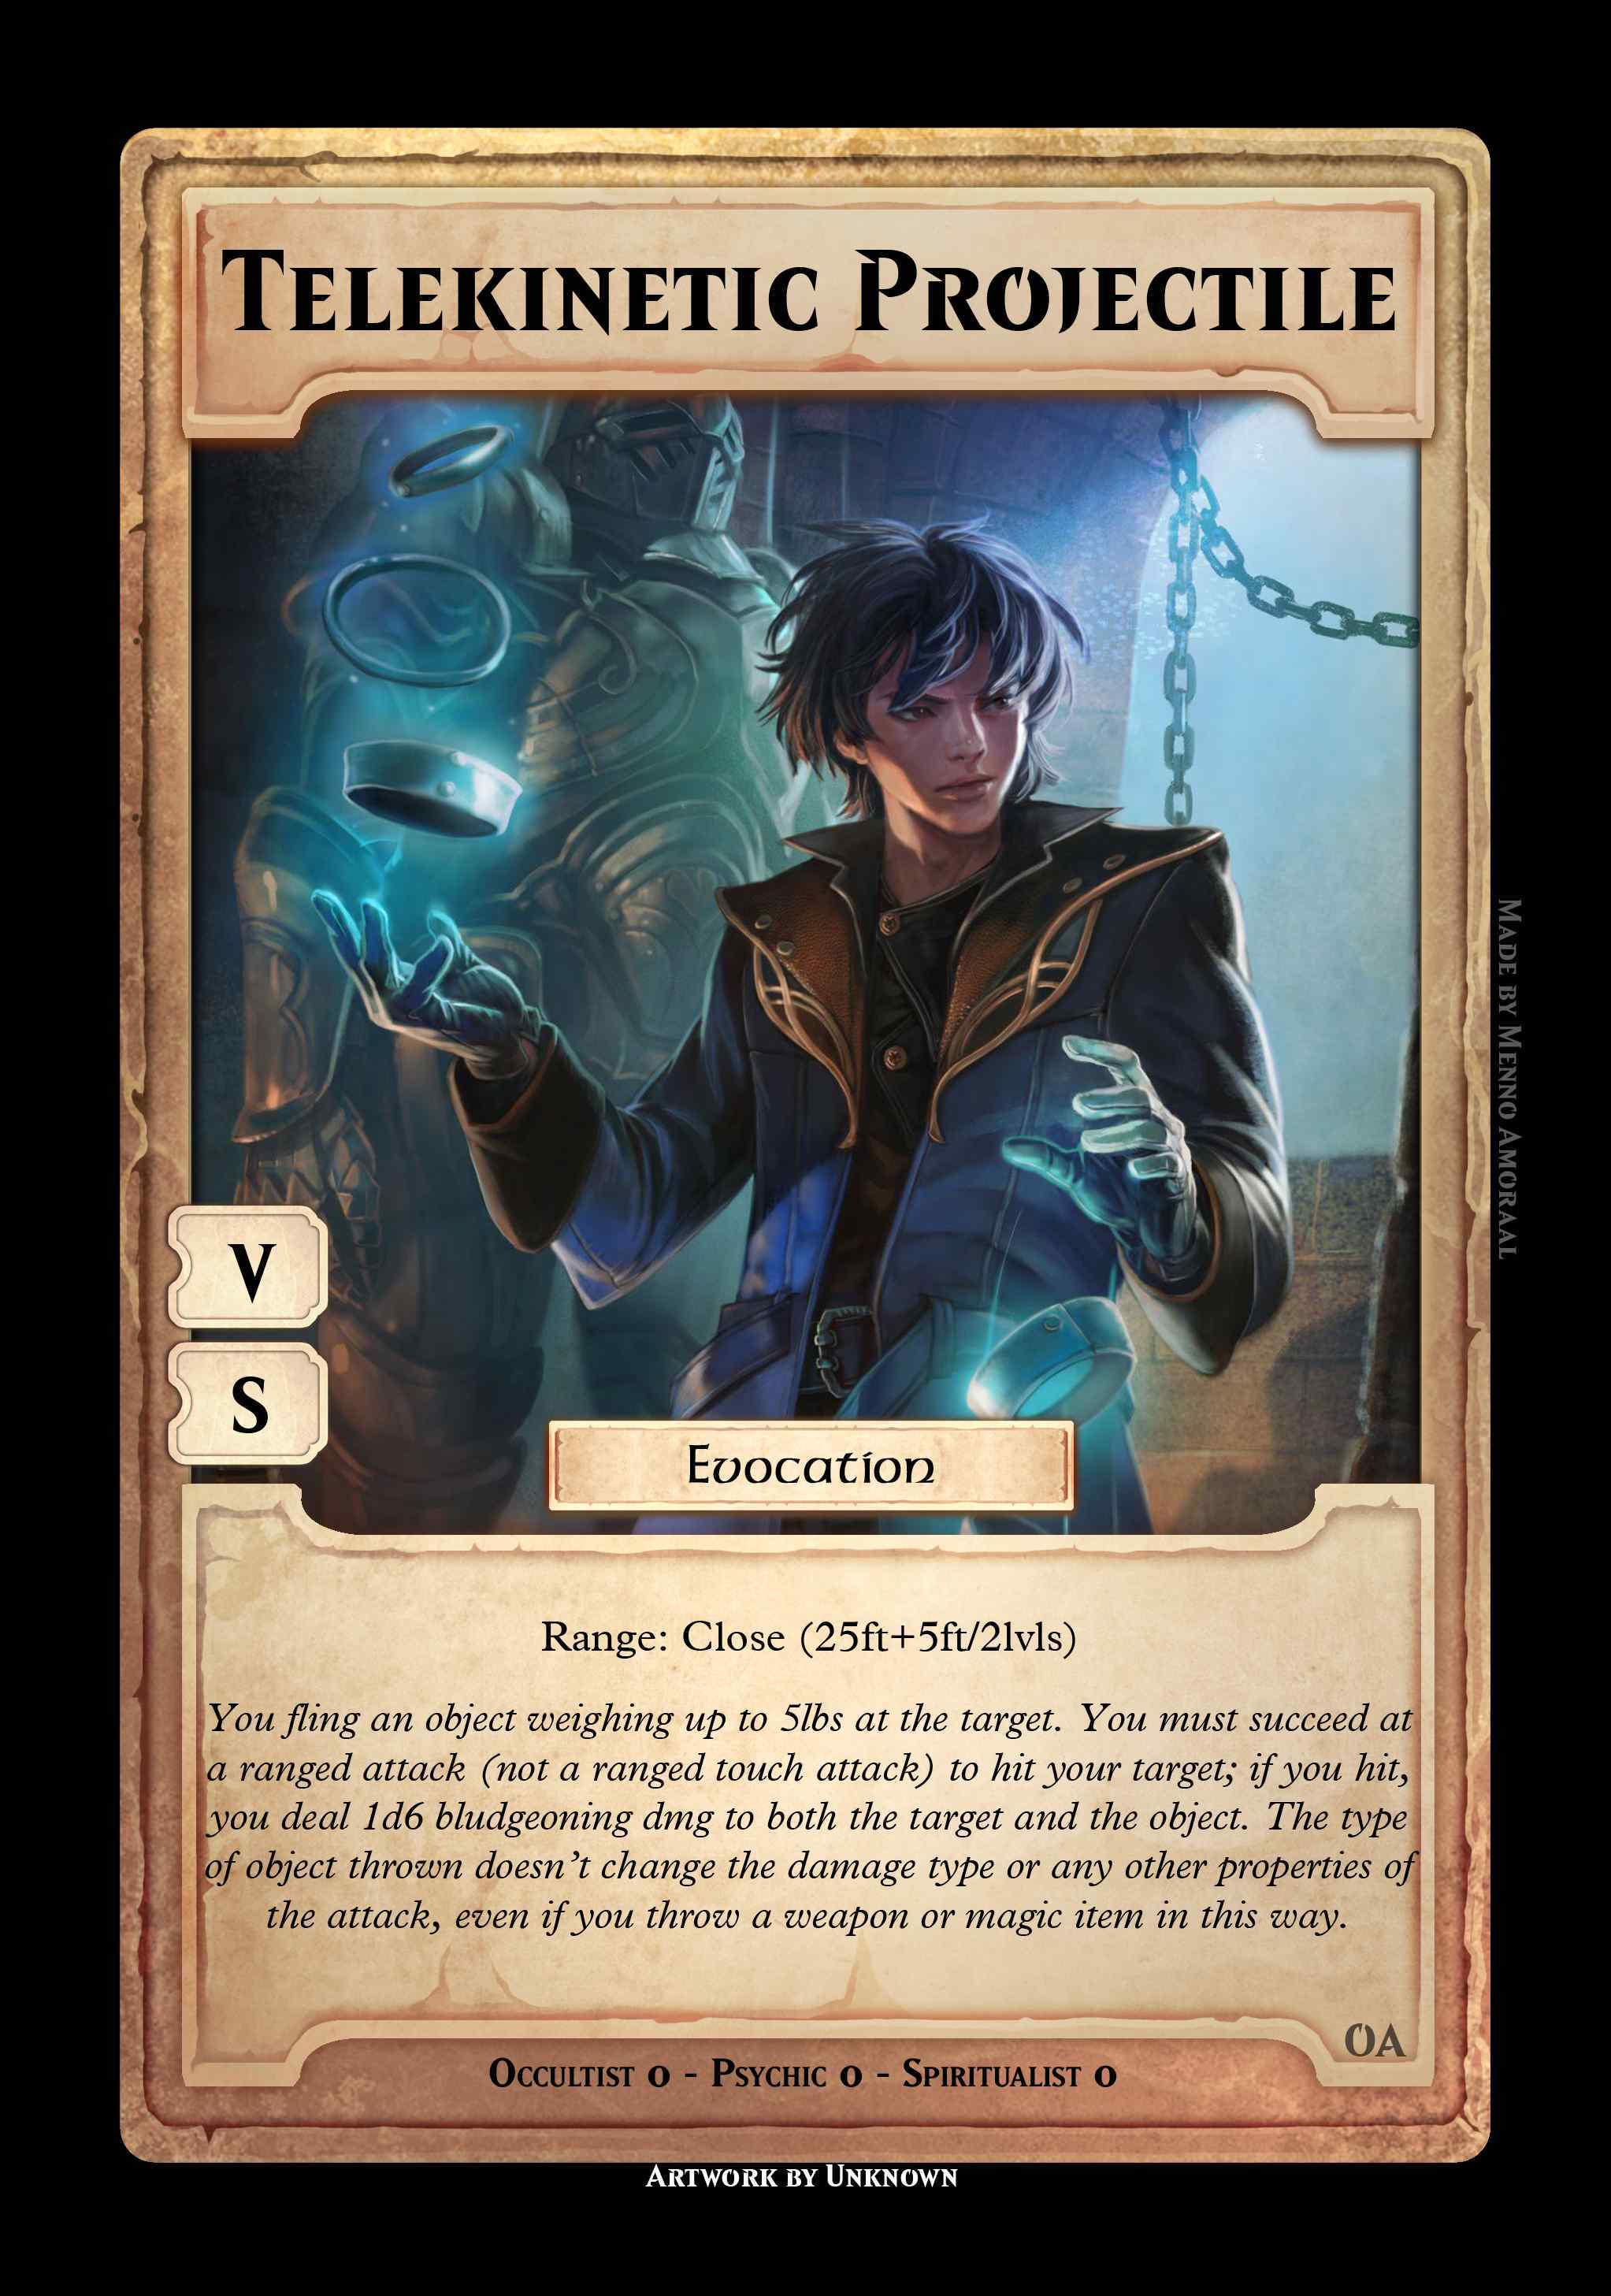 Telekinetic Projectile
Made by Menno Amoraal
V
S
Evocation
Range: Close (25ft+5ft/2lvls)
You fling an object weighing up to 5lbs at the target. You must succeed at
a ranged attack (not a ranged touch attack) to hit your target; if you hit,
you deal 1d6 bludgeoning dmg to both the target and the object. The type
of object thrown doesn't change the damage type or any other properties of
the attack, even if you throw a weapon or magic item in this way.
OA
Occultist 0 - Psychic 0 - Spiritualist 0
Artwork by Unknown